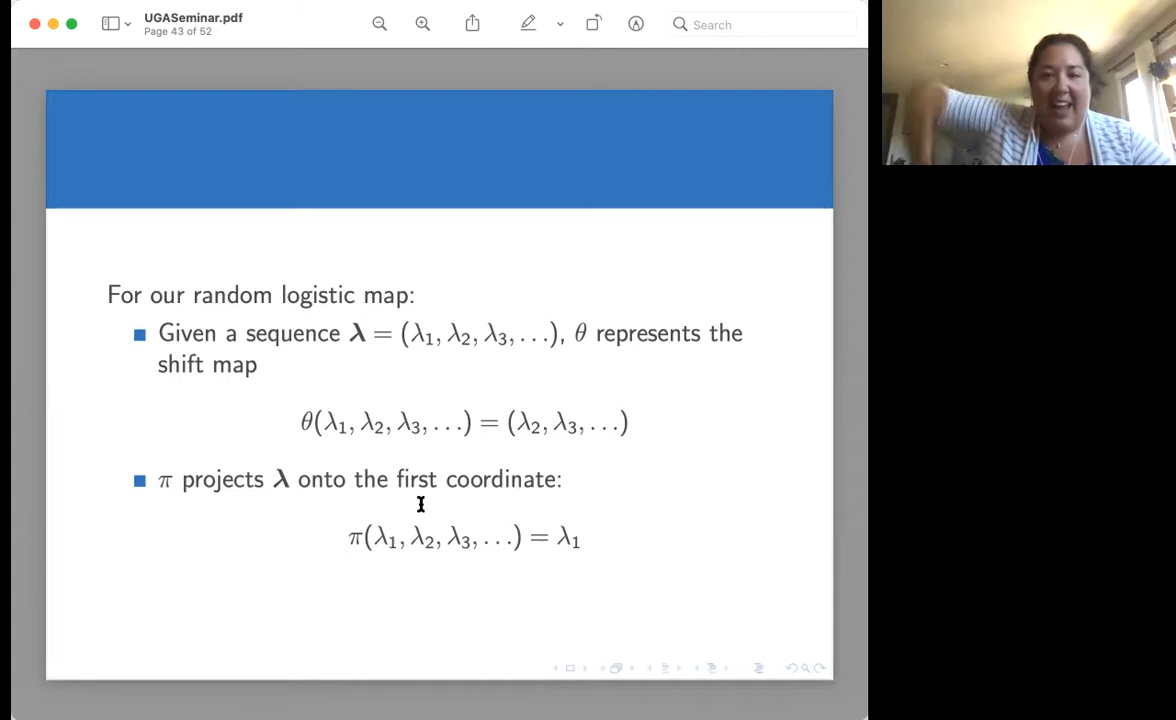 UGASeminar.pdf
Page 43 of 52
Search
For our random logistic map:
Given a sequence λ = (λ₁, λ₂, λ₃, . . .), θ represents the
shift map
θ(λ₁, λ₂, λ₃, . . .) = (λ₂, λ₃, . . .)
π projects λ onto the first coordinate:
π(λ₁, λ₂, λ₃, . . .) = λ₁